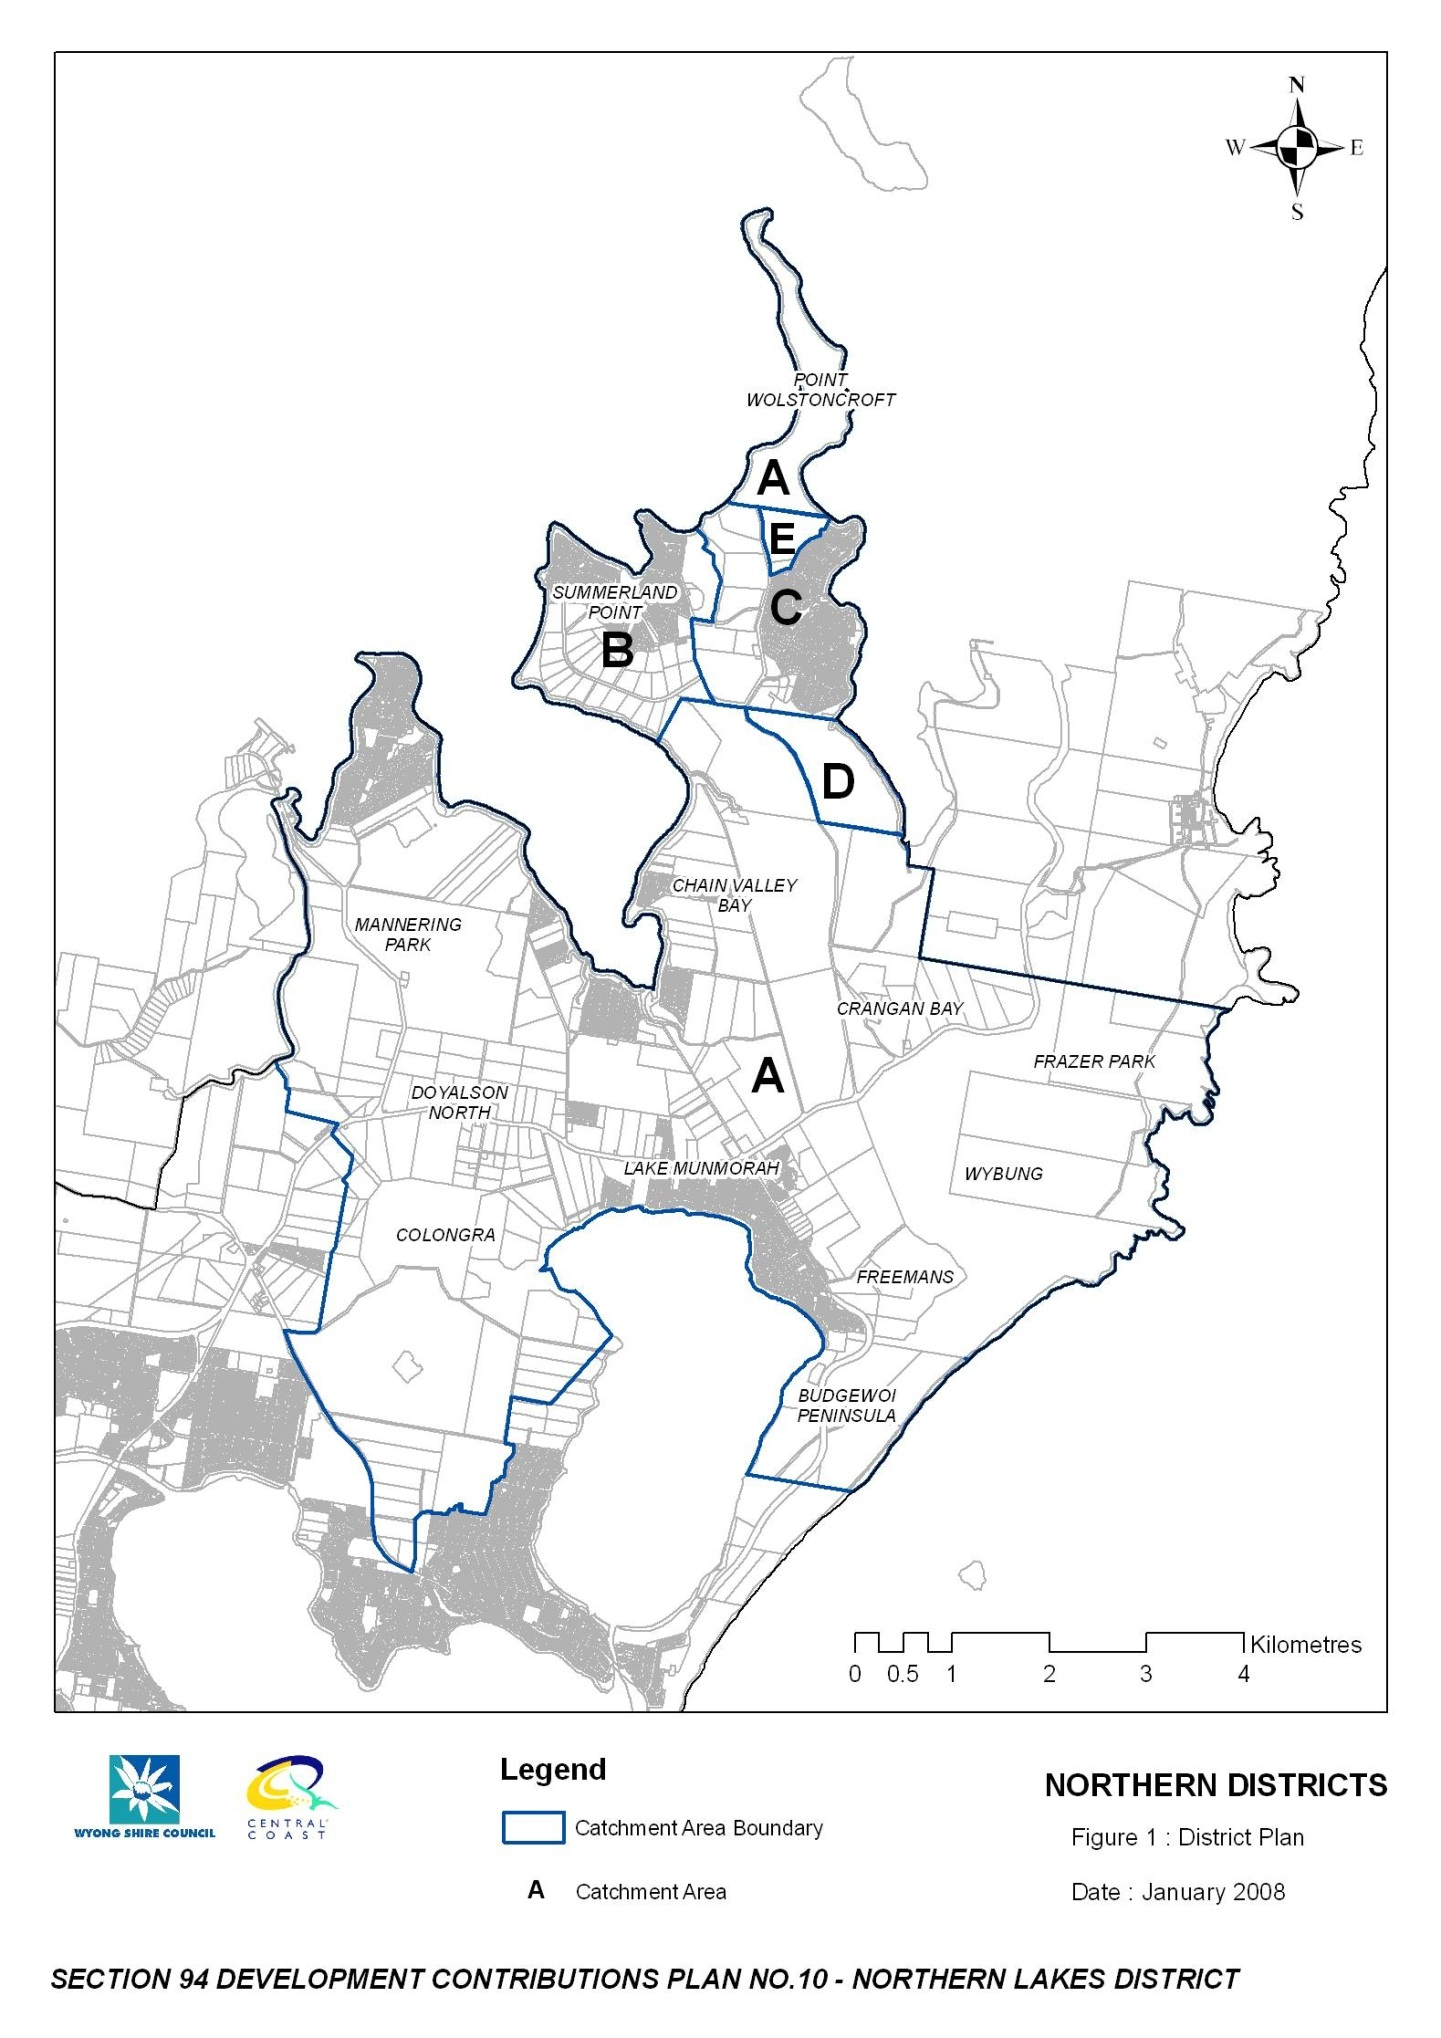 N
W
E
S
POINT
WOLSTONCROFT
A
E
C
SUMMERLAND
POINT
B
D
CHAIN VALLEY
BAY
MANNERING
PARK
CRANGAN BAY
FRAZER PARK
A
DOYALSON
NORTH
LAKE MUNMORAH
WYBUNG
COLONGRA
FREEMANS
BUDGEWOI
PENINSULA
Kilometres
0 0.5 1 2 3 4
WYONG SHIRE COUNCIL
CENTRAL
COAST
Legend
Catchment Area Boundary
A Catchment Area
NORTHERN DISTRICTS
Figure 1 : District Plan
Date : January 2008
SECTION 94 DEVELOPMENT CONTRIBUTIONS PLAN NO.10 - NORTHERN LAKES DISTRICT